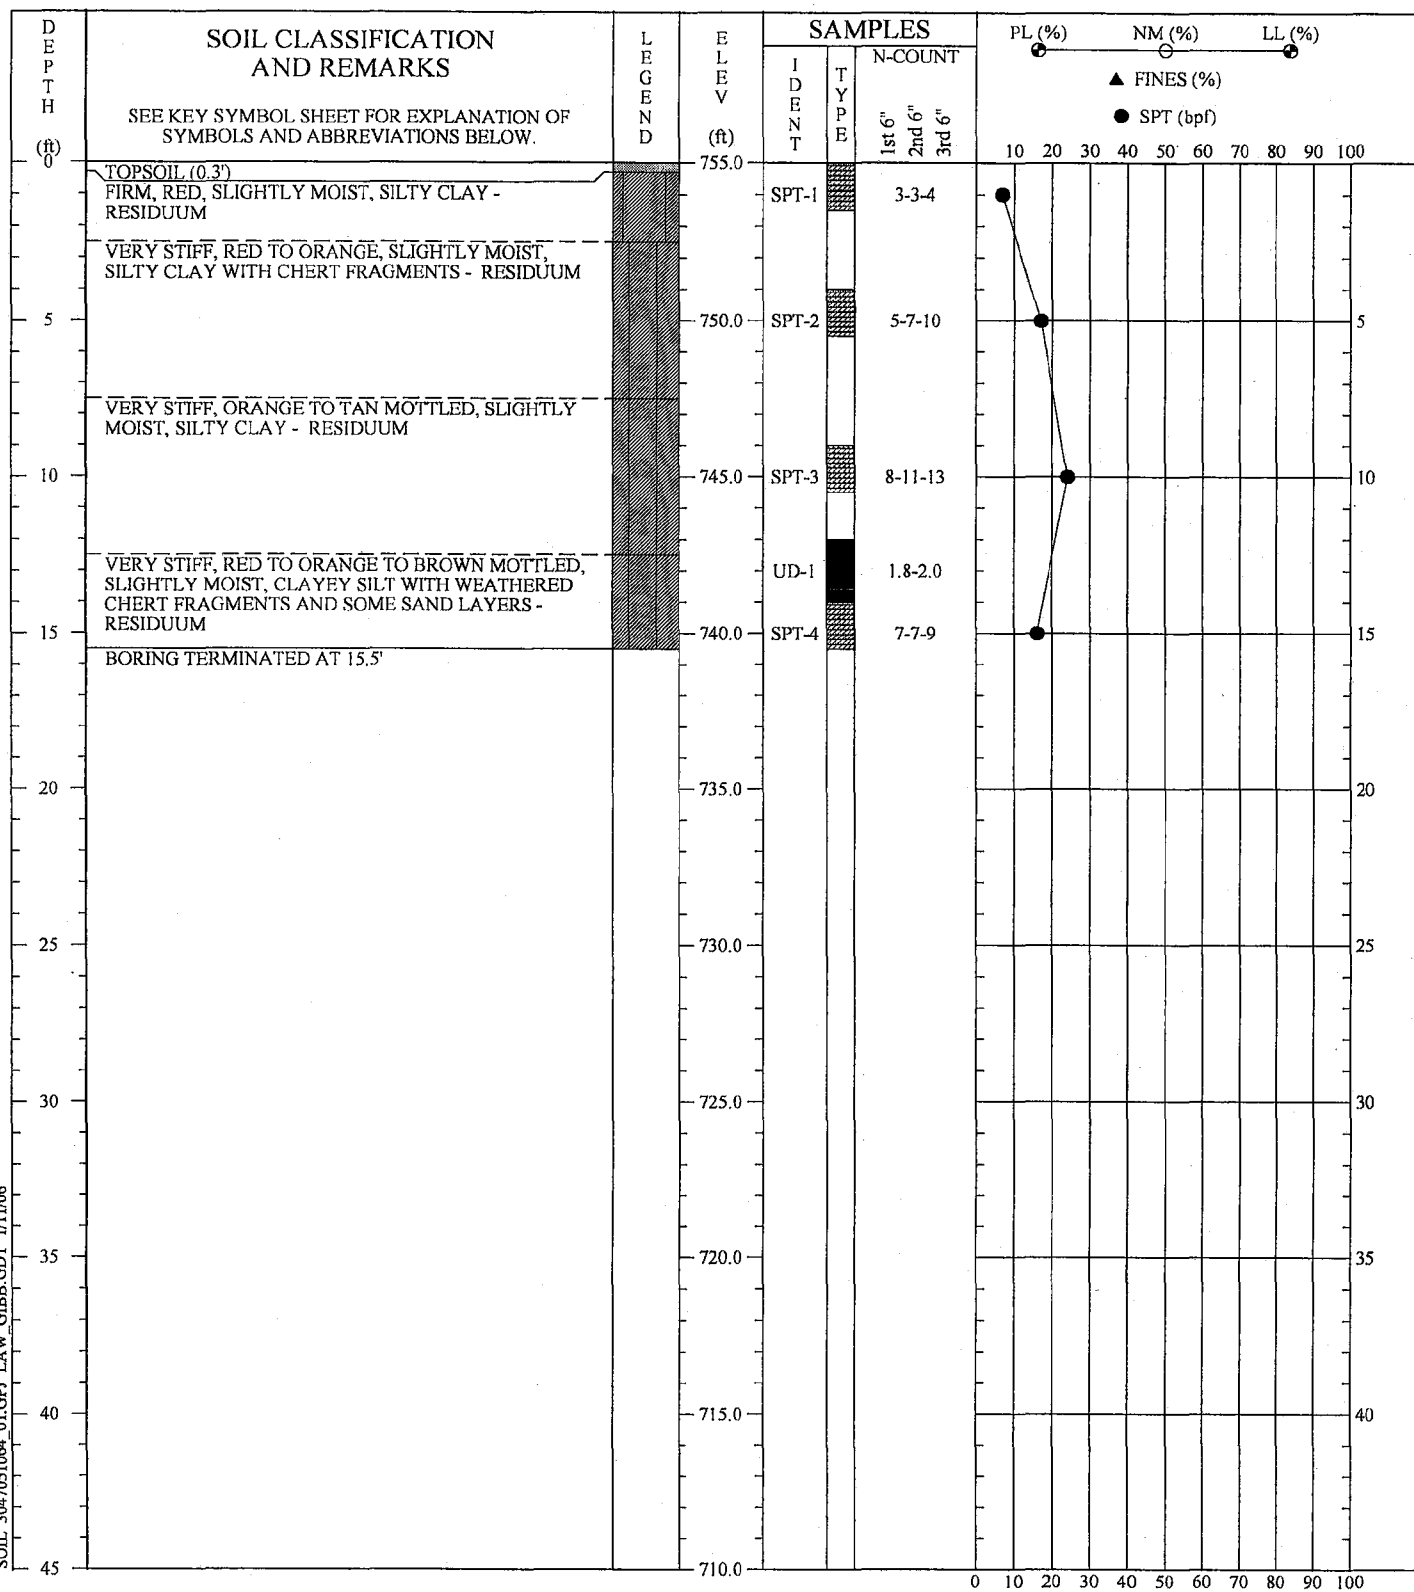 DEPTH (ft)
SOIL CLASSIFICATION
AND REMARKS
SEE KEY SYMBOL SHEET FOR EXPLANATION OF
SYMBOLS AND ABBREVIATIONS BELOW.
LEGEND
ELEV (ft)
SAMPLES
IDENT
TYPE
N-COUNT
1st 6"
2nd 6"
3rd 6"
PL (%) NM (%) LL (%)
▲ FINES (%)
● SPT (bpf)
10 20 30 40 50 60 70 80 90 100
0 755.0
TOPSOIL (0.3')
FIRM, RED, SLIGHTLY MOIST, SILTY CLAY -
RESIDUUM
SPT-1 3-3-4
VERY STIFF, RED TO ORANGE, SLIGHTLY MOIST,
SILTY CLAY WITH CHERT FRAGMENTS - RESIDUUM
5 750.0 SPT-2 5-7-10 5
VERY STIFF, ORANGE TO TAN MOTTLED, SLIGHTLY
MOIST, SILTY CLAY - RESIDUUM
10 745.0 SPT-3 8-11-13 10
VERY STIFF, RED TO ORANGE TO BROWN MOTTLED,
SLIGHTLY MOIST, CLAYEY SILT WITH WEATHERED
CHERT FRAGMENTS AND SOME SAND LAYERS -
RESIDUUM
UD-1 1.8-2.0
15 740.0 SPT-4 7-7-9 15
BORING TERMINATED AT 15.5'
20 735.0 20
25 730.0 25
30 725.0 30
35 720.0 35
40 715.0 40
45 710.0
0 10 20 30 40 50 60 70 80 90 100